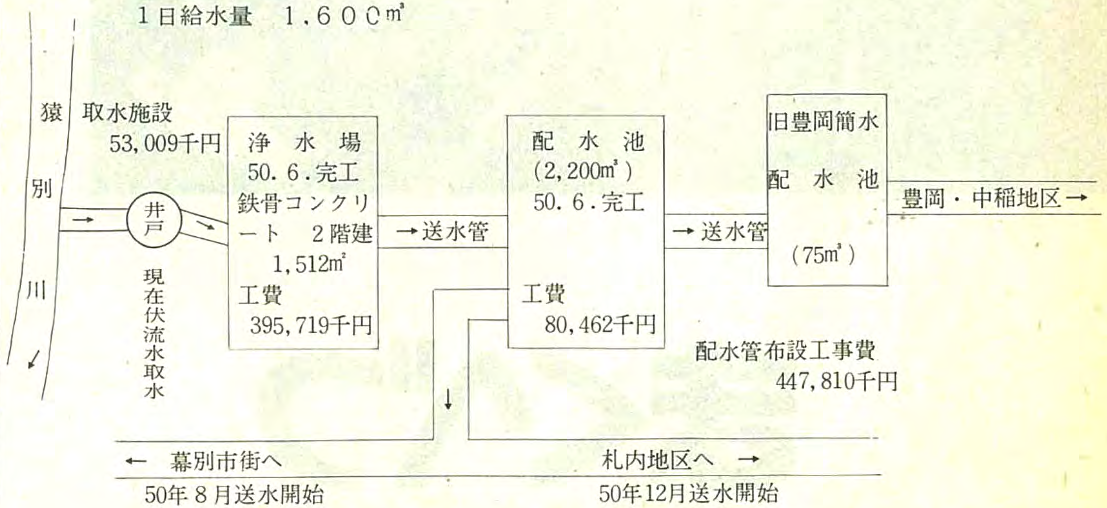 1日給水量　1,600㎥
猿別川
取水施設
53,009千円
井戸
現在伏流水取水
浄水場
50.6.完工
鉄骨コンクリ
ート　2階建
1,512㎡
工費
395,719千円
→送水管
配水池
(2,200㎥)
50.6.完工
工費
80,462千円
→送水管
旧豊岡簡水
配水池
(75㎥)
豊岡・中稲地区→
配水管布設工事費
447,810千円
←　幕別市街へ
50年8月送水開始
札内地区へ　→
50年12月送水開始